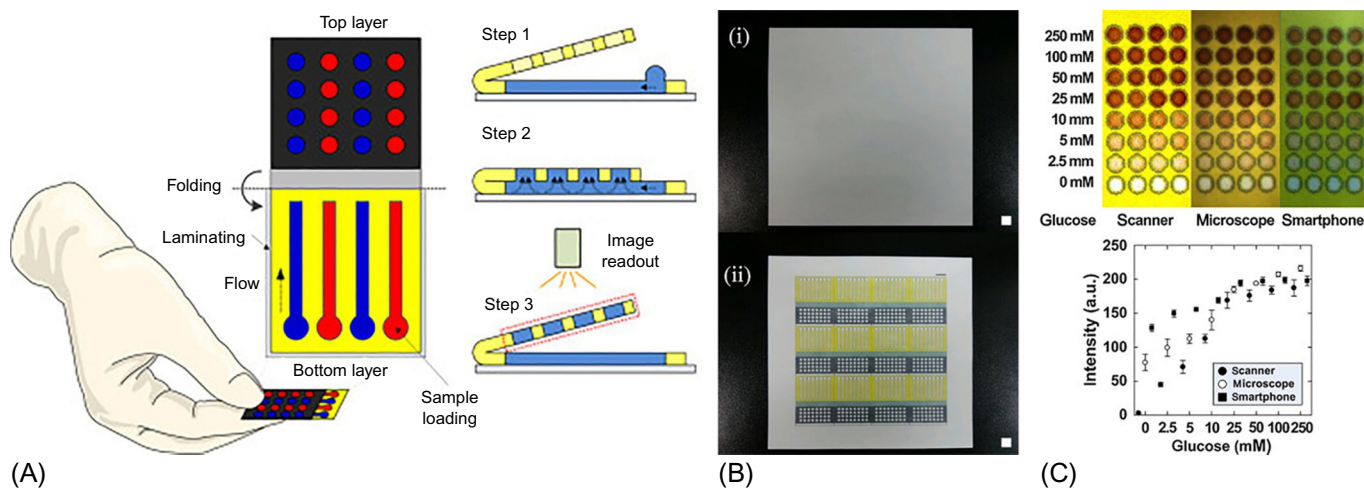 Top layer
Folding
Laminating
Flow
Bottom layer
Sample
loading
Step 1
Step 2
Image
readout
Step 3
(A)
(i)
(ii)
(B)
250 mM
100 mM
50 mM
25 mM
10 mm
5 mM
2.5 mm
0 mM
Glucose Scanner Microscope Smartphone
Intensity (a.u.)
250
200
150
100
50
0
Scanner
Microscope
Smartphone
0 2.5 5 10 25 50 100 250
Glucose (mM)
(C)